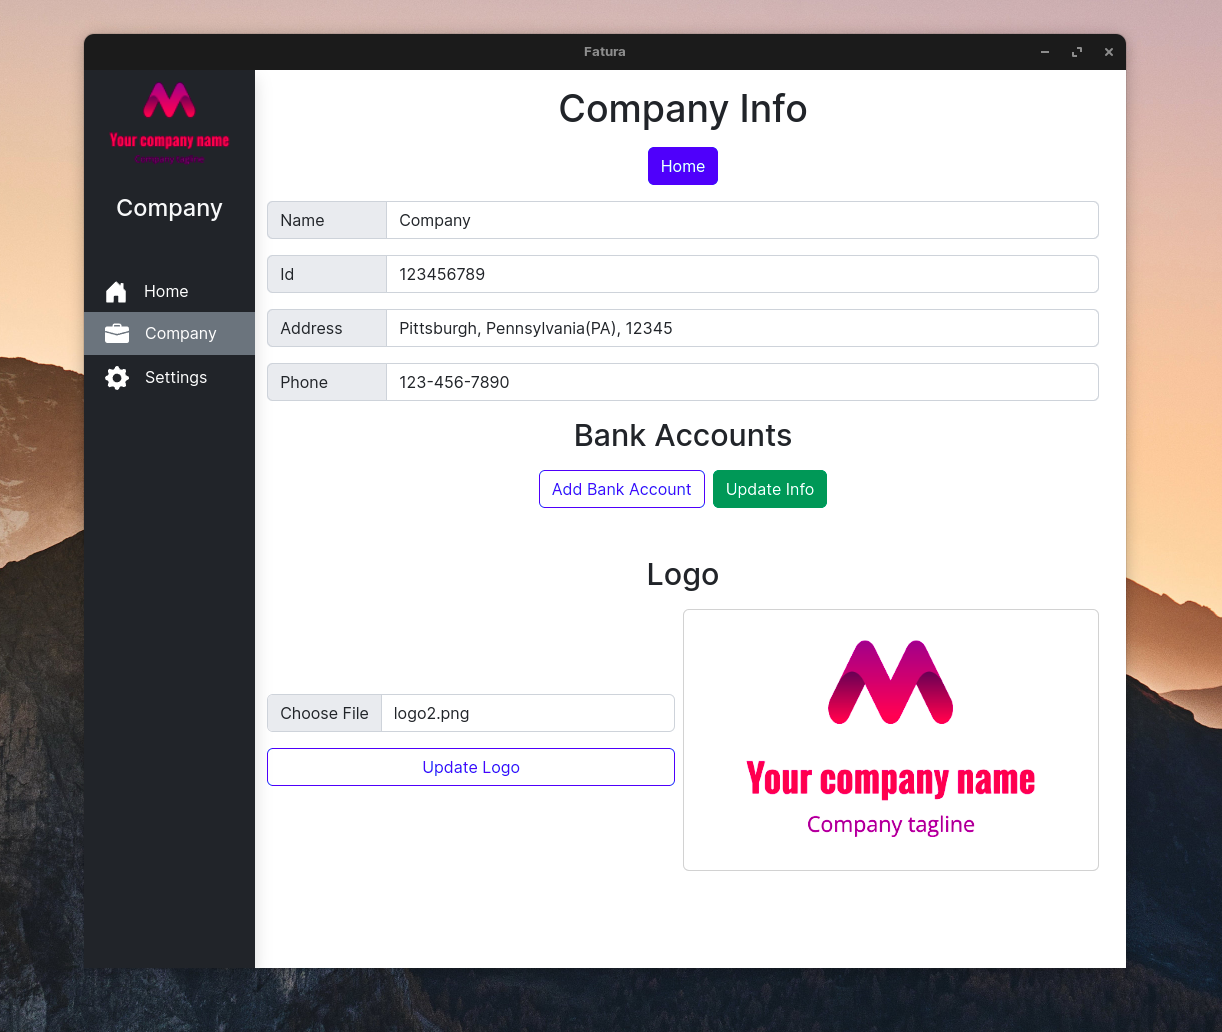 Fatura
Your company name
Company tagline
Company
Home
Company
Settings
Company Info
Home
Name Company
Id 123456789
Address Pittsburgh, Pennsylvania(PA), 12345
Phone 123-456-7890
Bank Accounts
Add Bank Account Update Info
Logo
Choose File logo2.png
Update Logo
Your company name
Company tagline